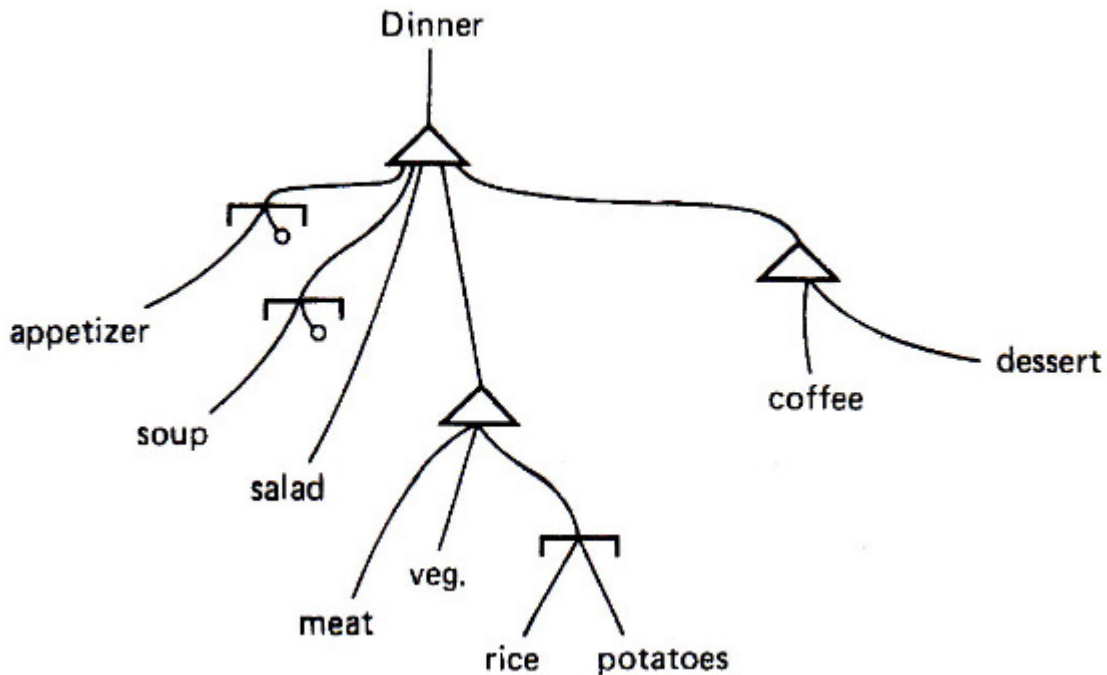 Dinner
appetizer
soup
salad
meat
veg.
rice
potatoes
coffee
dessert